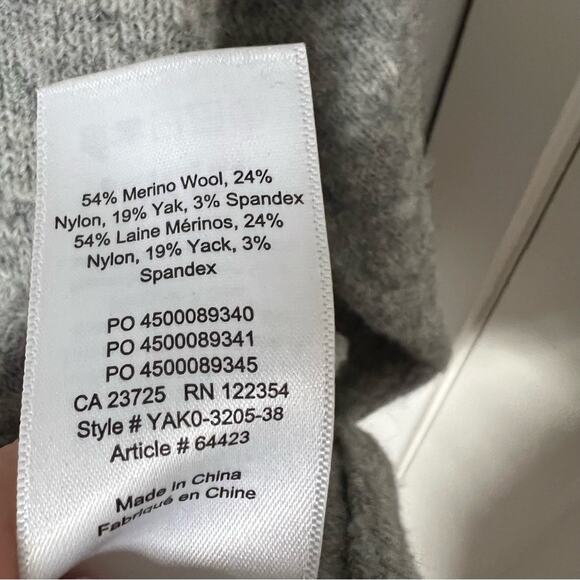 54% Merino Wool, 24%
Nylon, 19% Yak, 3% Spandex
54% Laine Mérinos, 24%
Nylon, 19% Yack, 3%
Spandex
PO 4500089340
PO 4500089341
PO 4500089345
CA 23725 RN 122354
Style # YAK0-3205-38
Article # 64423
Made in China
Fabriqué en Chine